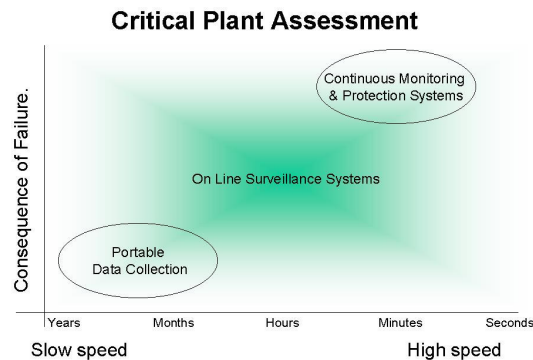 Critical Plant Assessment
Consequence of Failure.
Continuous Monitoring
& Protection Systems
On Line Surveillance Systems
Portable
Data Collection
Years Months Hours Minutes Seconds
Slow speed High speed